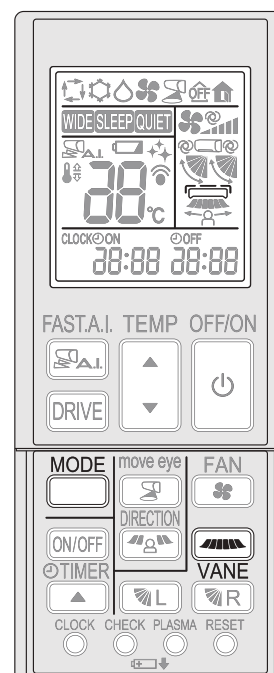 OFF
WIDE SLEEP QUIET
A.I.
88°C
CLOCK ON OFF
88:88 88:88
FAST.A.I. TEMP OFF/ON
A.I.
DRIVE
MODE move eye FAN
DIRECTION
ON/OFF
TIMER VANE
L R
CLOCK CHECK PLASMA RESET